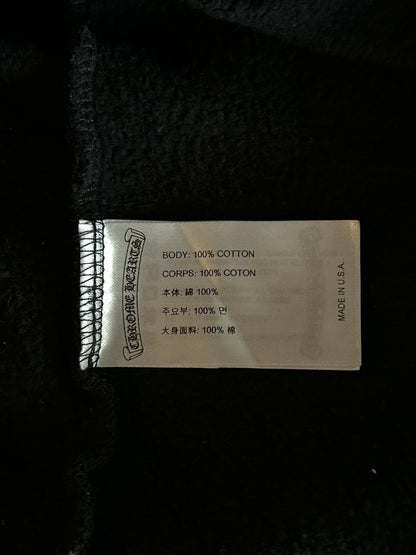 CHROME HEARTS
BODY: 100% COTTON
CORPS: 100% COTON
本体: 綿 100%
주요부: 100% 면
大身面料: 100% 棉
MADE IN U.S.A.